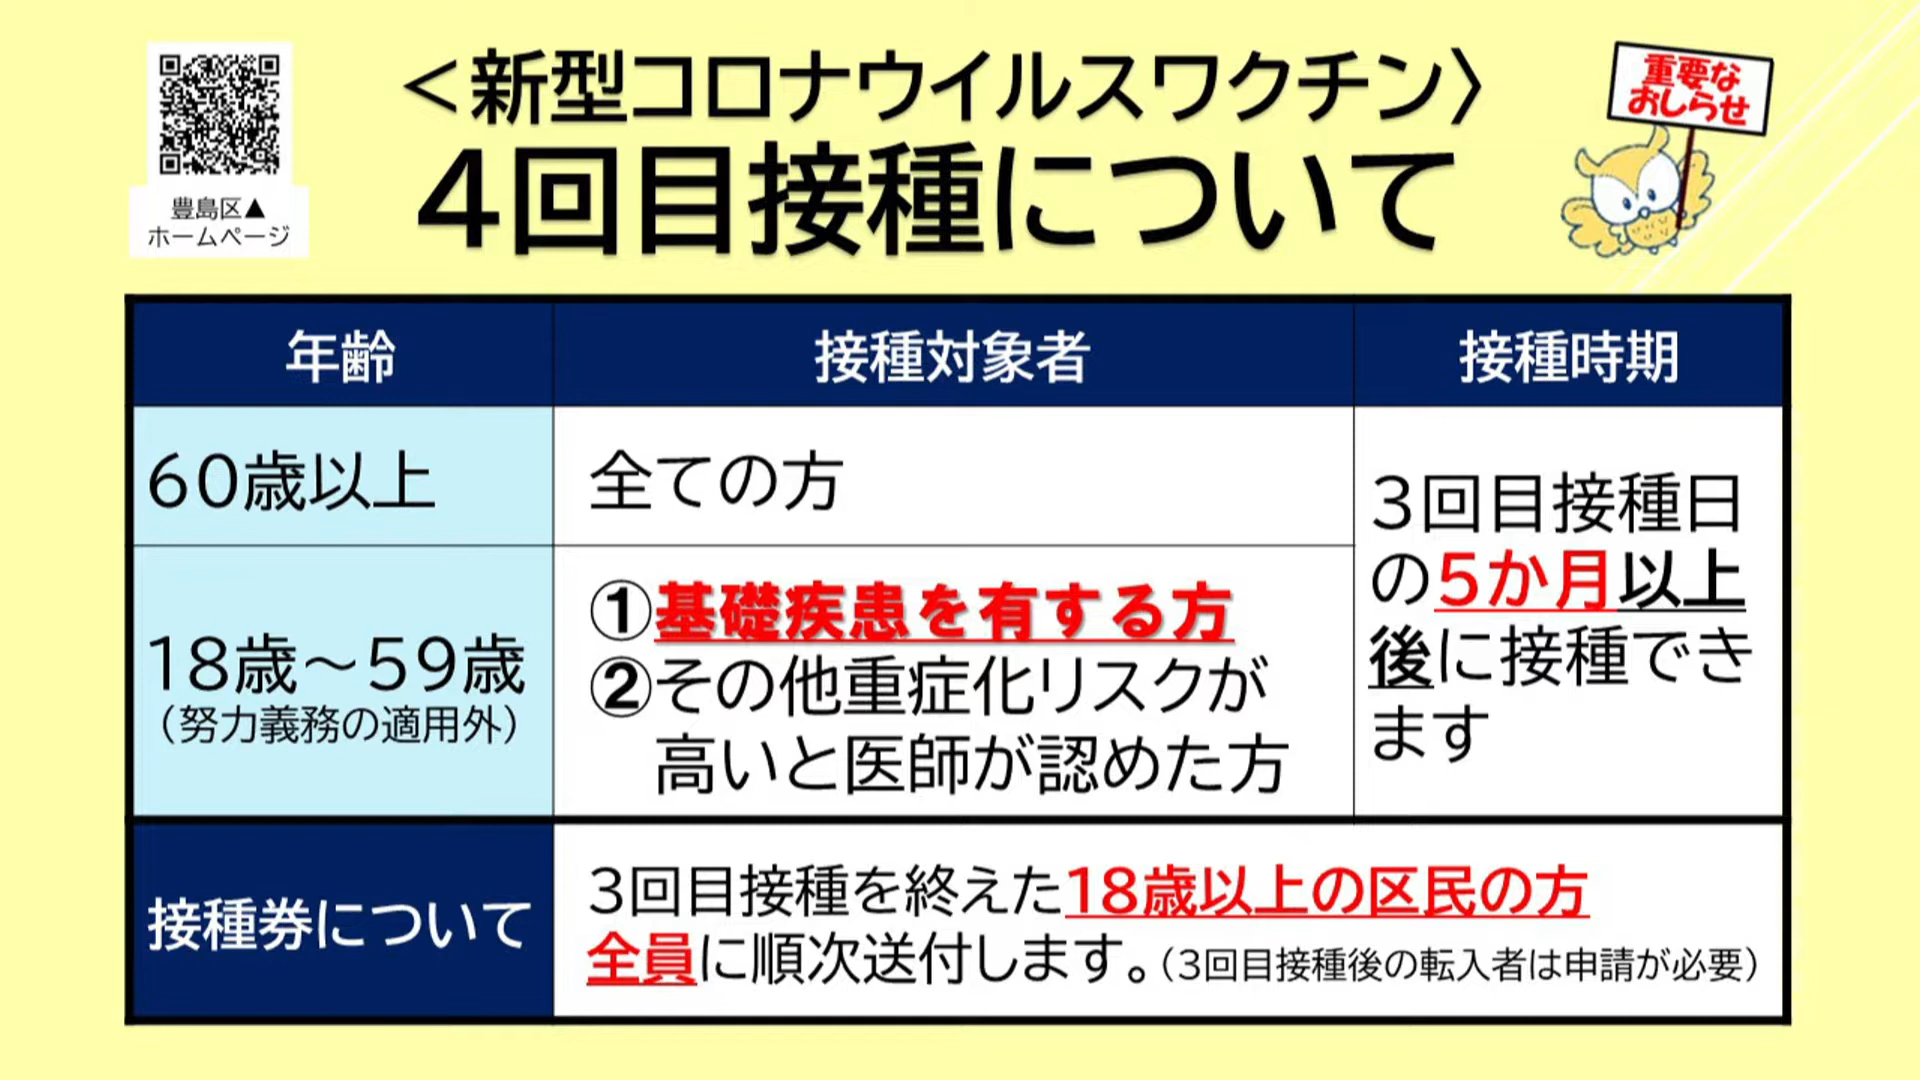 豊島区▲
ホームページ
＜新型コロナウイルスワクチン〉
4回目接種について
重要な
おしらせ
年齢
接種対象者
接種時期
60歳以上
全ての方
3回目接種日
の5か月以上
後に接種でき
ます
18歳～59歳
（努力義務の適用外）
①基礎疾患を有する方
②その他重症化リスクが
高いと医師が認めた方
接種券について
3回目接種を終えた18歳以上の区民の方
全員に順次送付します。（3回目接種後の転入者は申請が必要）